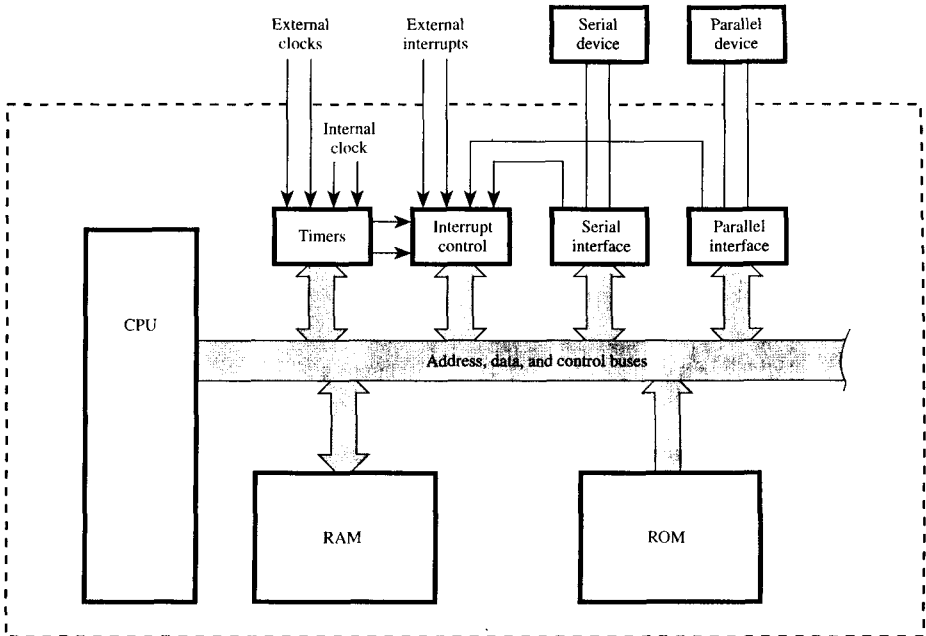 External
clocks
External
interrupts
Serial
device
Parallel
device
Internal
clock
Timers
Interrupt
control
Serial
interface
Parallel
interface
CPU
Address, data, and control buses
RAM
ROM